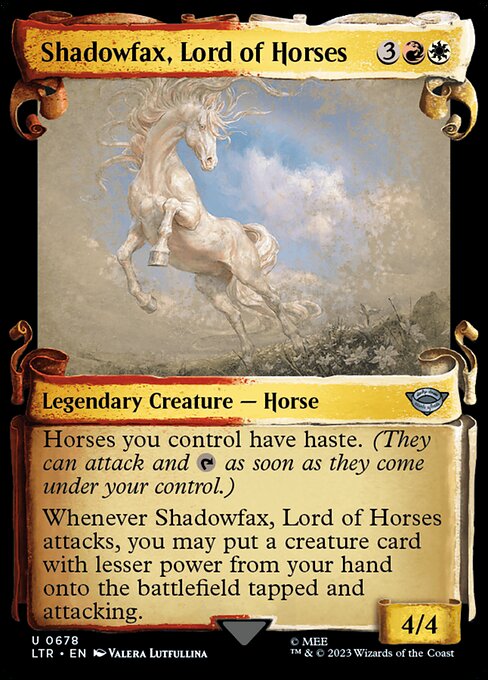 Shadowfax, Lord of Horses 3
Legendary Creature — Horse
Horses you control have haste. (They
can attack and as soon as they come
under your control.)
Whenever Shadowfax, Lord of Horses
attacks, you may put a creature card
with lesser power from your hand
onto the battlefield tapped and
attacking.
4/4
U 0678
LTR • EN VALERA LUTFULLINA
© MEE
™ & © 2023 Wizards of the Coast